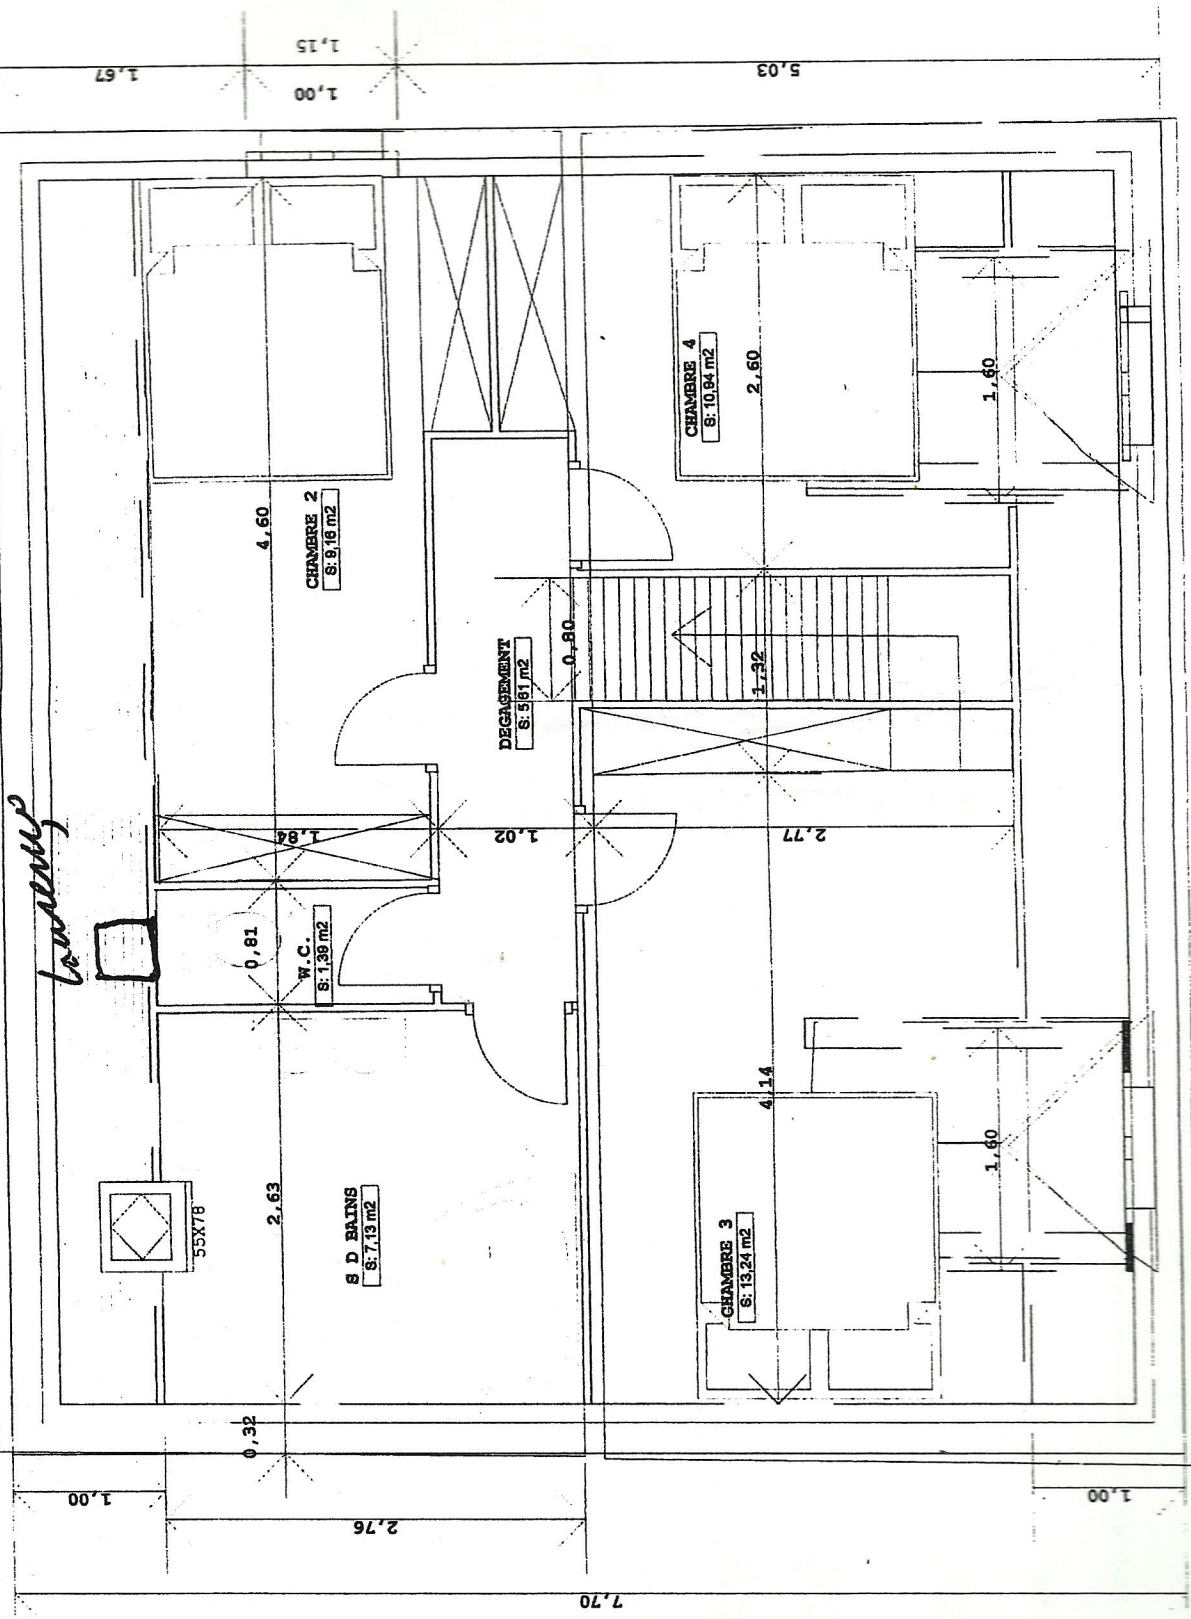 1,67
1,15
1,00
5,03
4,60
CHAMBRE 2
S: 9,16 m2
CHAMBRE 4
S: 10,94 m2
2,60
1,60
DEGAGEMENT
S: 5,61 m2
0,80
1,32
1,84
1,02
2,77
0,81
W.C.
S: 1,39 m2
55X78
2,63
S D BAINS
S: 7,13 m2
4,14
CHAMBRE 3
S: 13,24 m2
1,60
0,32
1,00
2,76
1,00
7,70